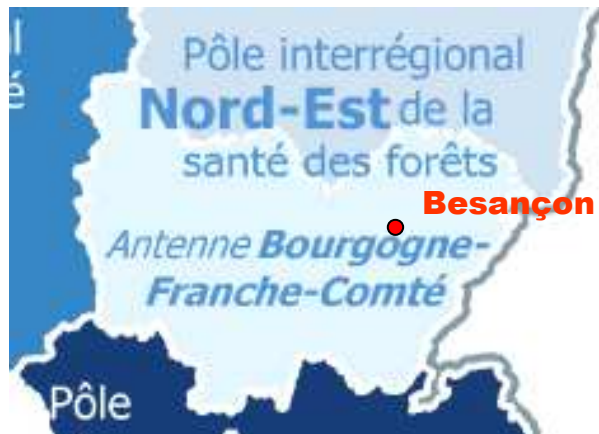 l
é
Pôle interrégional
Nord-Est de la
santé des forêts
Besançon
Antenne Bourgogne-
Franche-Comté
Pôle